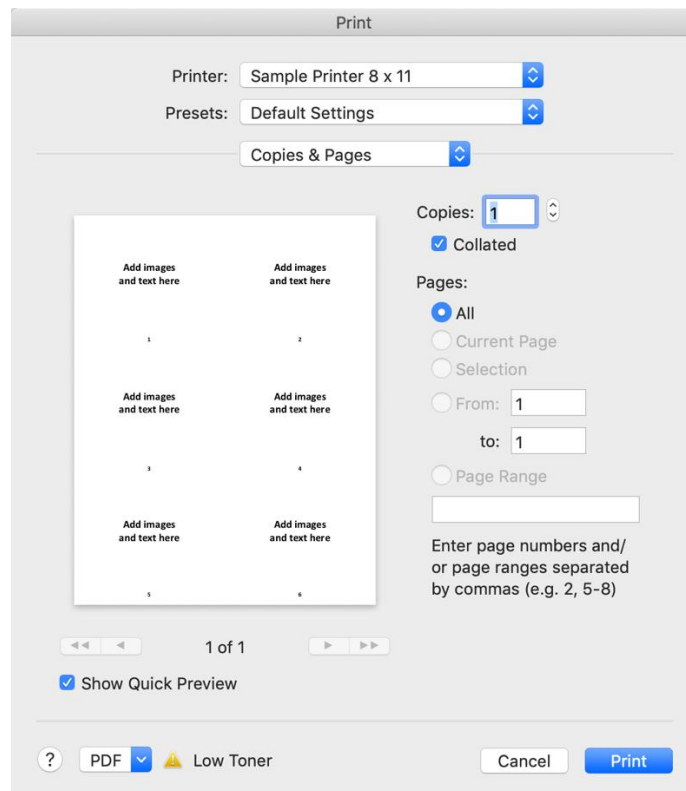 Print
Printer: Sample Printer 8 x 11
Presets: Default Settings
Copies & Pages
Copies: 1
Collated
Pages:
All
Current Page
Selection
From: 1
to: 1
Page Range
Enter page numbers and/
or page ranges separated
by commas (e.g. 2, 5-8)
Add images Add images
and text here and text here
1 2
Add images Add images
and text here and text here
3 4
Add images Add images
and text here and text here
5 6
1 of 1
Show Quick Preview
? PDF Low Toner Cancel Print